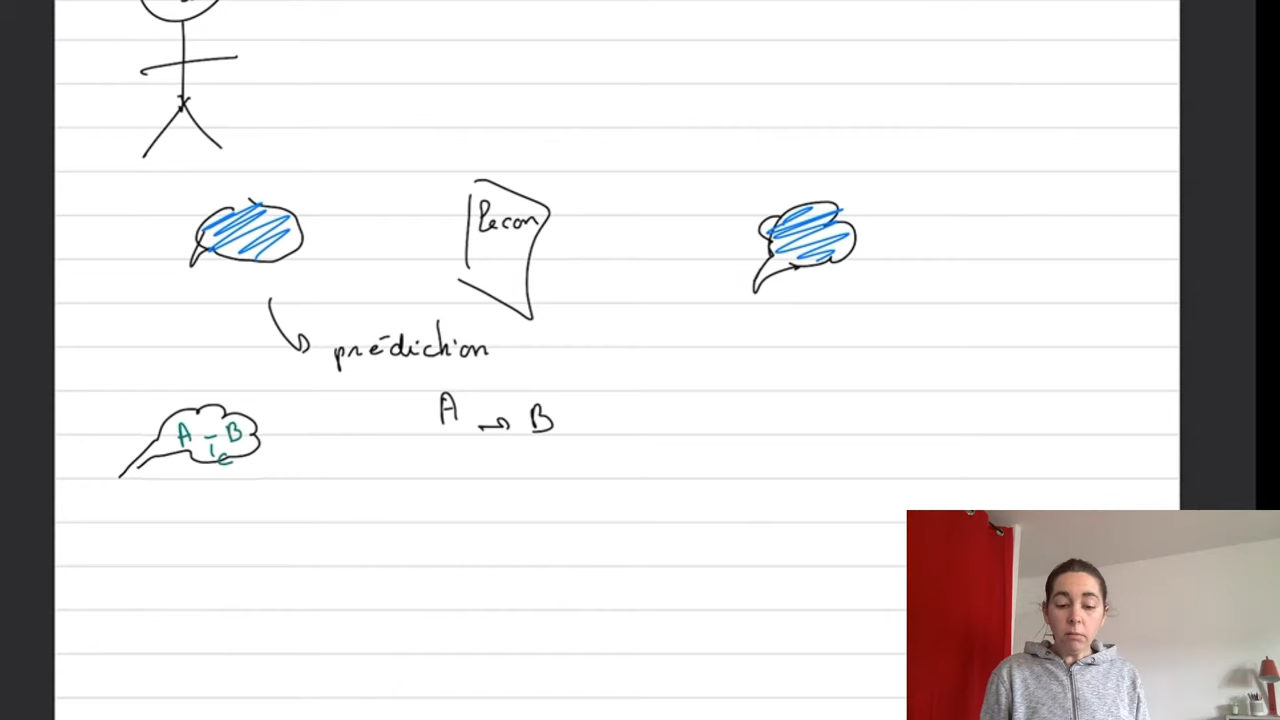 Leçon
prédiction
A → B
A - B
c